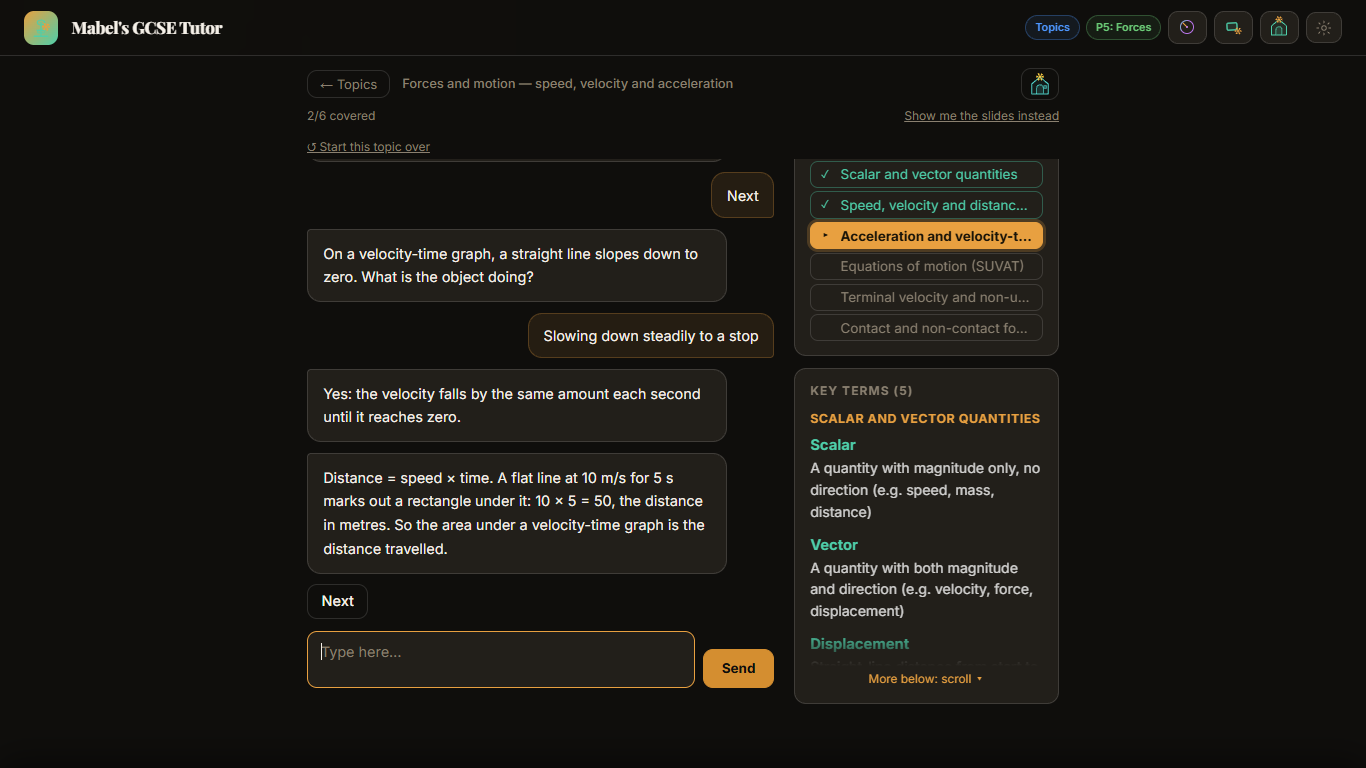 Mabel's GCSE Tutor
Topics
P5: Forces
← Topics
Forces and motion — speed, velocity and acceleration
2/6 covered
Show me the slides instead
↺ Start this topic over
Next
On a velocity-time graph, a straight line slopes down to
zero. What is the object doing?
Slowing down steadily to a stop
Yes: the velocity falls by the same amount each second
until it reaches zero.
Distance = speed × time. A flat line at 10 m/s for 5 s
marks out a rectangle under it: 10 × 5 = 50, the distance
in metres. So the area under a velocity-time graph is the
distance travelled.
Next
Type here...
Send
✓ Scalar and vector quantities
✓ Speed, velocity and distanc...
‣ Acceleration and velocity-t...
Equations of motion (SUVAT)
Terminal velocity and non-u...
Contact and non-contact fo...
KEY TERMS (5)
SCALAR AND VECTOR QUANTITIES
Scalar
A quantity with magnitude only, no
direction (e.g. speed, mass,
distance)
Vector
A quantity with both magnitude
and direction (e.g. velocity, force,
displacement)
Displacement
More below: scroll ▾